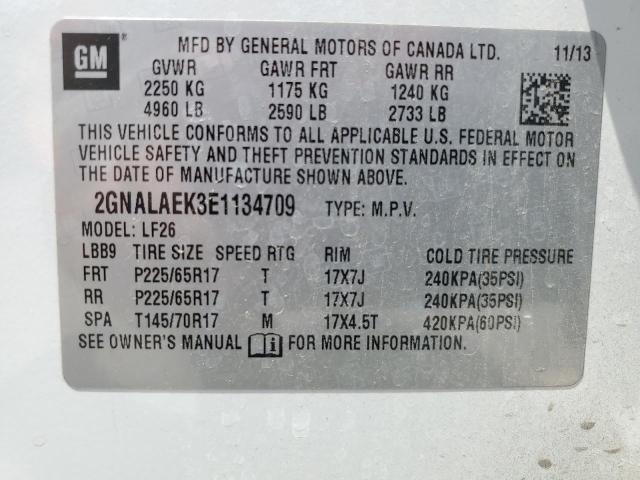 GM
MFD BY GENERAL MOTORS OF CANADA LTD. 11/13
GVWR GAWR FRT GAWR RR
2250 KG 1175 KG 1240 KG
4960 LB 2590 LB 2733 LB
THIS VEHICLE CONFORMS TO ALL APPLICABLE U.S. FEDERAL MOTOR
VEHICLE SAFETY AND THEFT PREVENTION STANDARDS IN EFFECT ON
THE DATE OF MANUFACTURE SHOWN ABOVE.
2GNALAEK3E1134709 TYPE: M.P.V.
MODEL: LF26
LBB9 TIRE SIZE SPEED RTG RIM COLD TIRE PRESSURE
FRT P225/65R17 T 17X7J 240KPA(35PSI)
RR P225/65R17 T 17X7J 240KPA(35PSI)
SPA T145/70R17 M 17X4.5T 420KPA(60PSI)
SEE OWNER'S MANUAL FOR MORE INFORMATION.